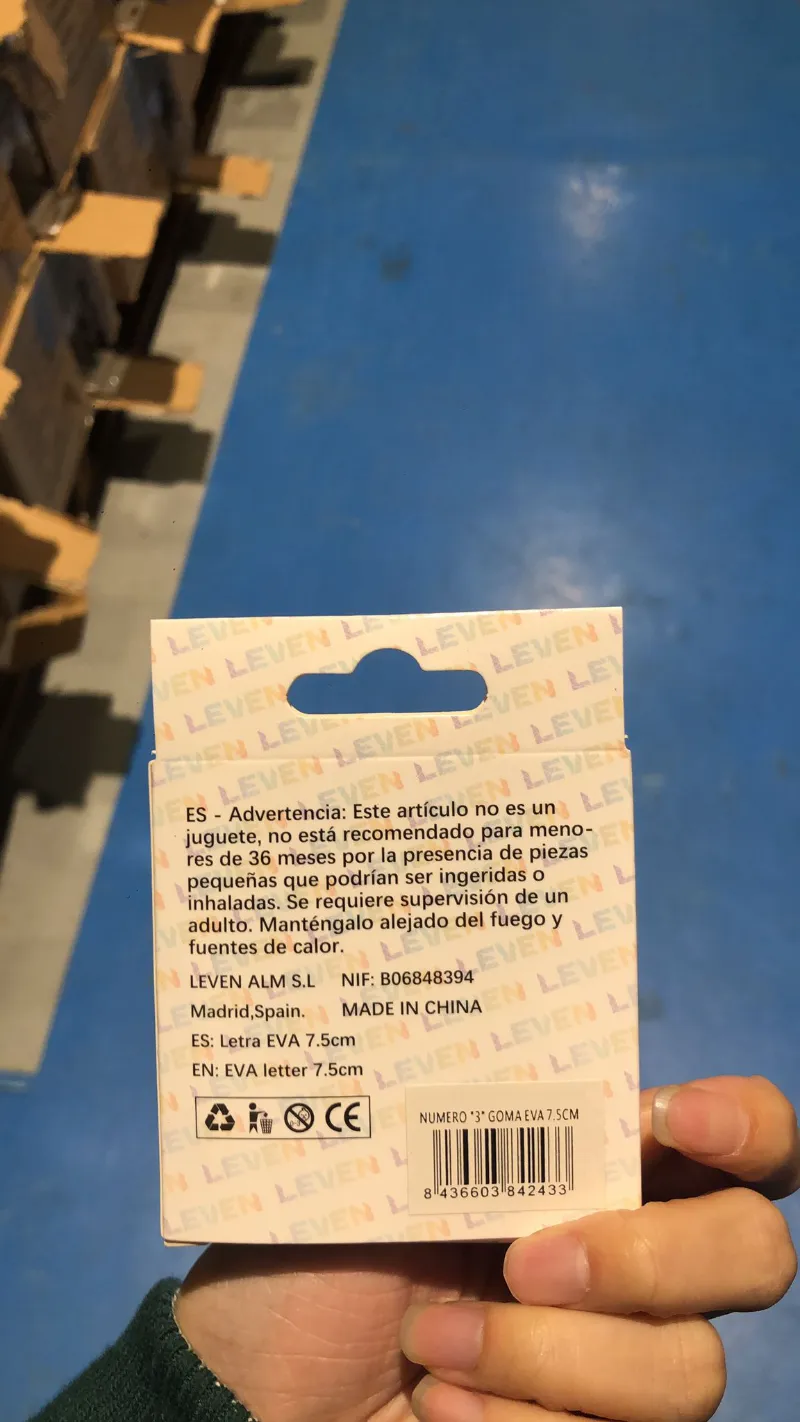 LEVEN LEVEN
ES - Advertencia: Este artículo no es un
juguete, no está recomendado para meno-
res de 36 meses por la presencia de piezas
pequeñas que podrían ser ingeridas o
inhaladas. Se requiere supervisión de un
adulto. Manténgalo alejado del fuego y
fuentes de calor.
LEVEN ALM S.L NIF: B06848394
Madrid,Spain. MADE IN CHINA
ES: Letra EVA 7.5cm
EN: EVA letter 7.5cm
CE
NUMERO "3" GOMA EVA 7.5CM
8 436603 842433